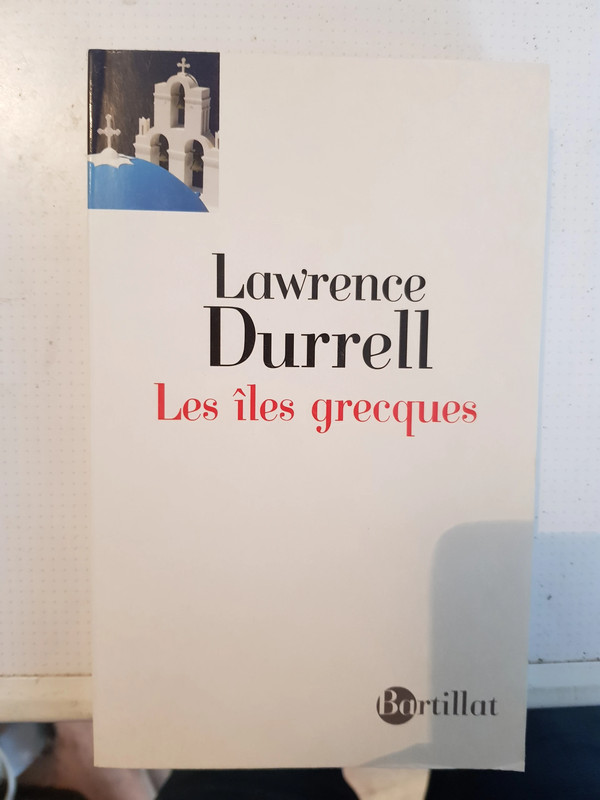 Lawrence
Durrell
Les îles grecques
Bartillat